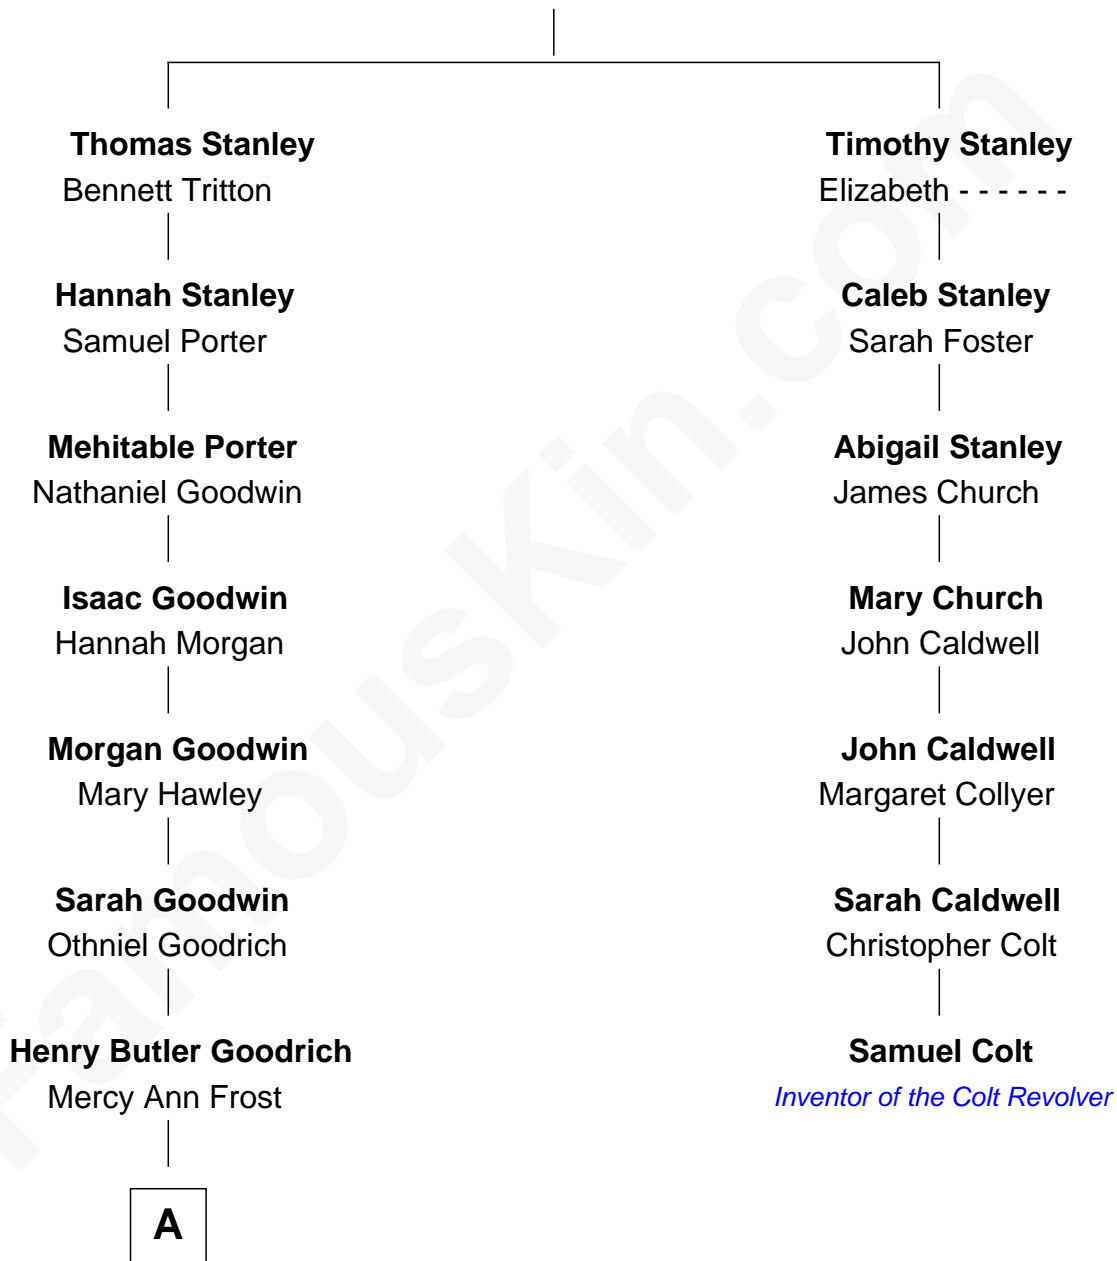 Thomas Stanley
Bennett Tritton
Hannah Stanley
Samuel Porter
Mehitable Porter
Nathaniel Goodwin
Isaac Goodwin
Hannah Morgan
Morgan Goodwin
Mary Hawley
Sarah Goodwin
Othniel Goodrich
Henry Butler Goodrich
Mercy Ann Frost
A
Timothy Stanley
Elizabeth - - - - - -
Caleb Stanley
Sarah Foster
Abigail Stanley
James Church
Mary Church
John Caldwell
John Caldwell
Margaret Collyer
Sarah Caldwell
Christopher Colt
Samuel Colt
Inventor of the Colt Revolver
FamousKin.com